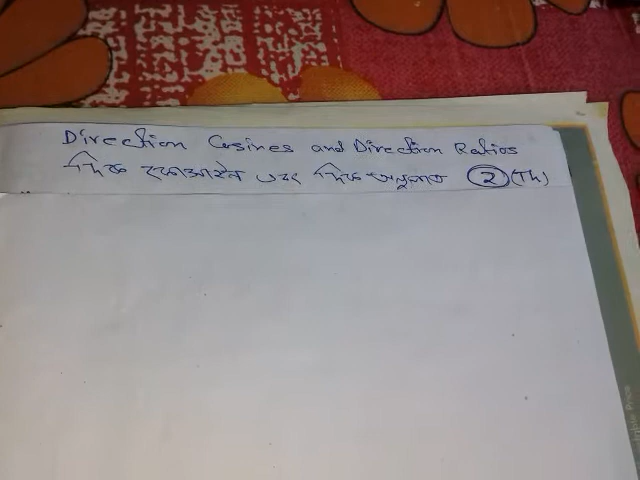 Direction Cosines and Direction Ratios
দিক কোসাইন এবং দিক অনুপাত ② (Th)